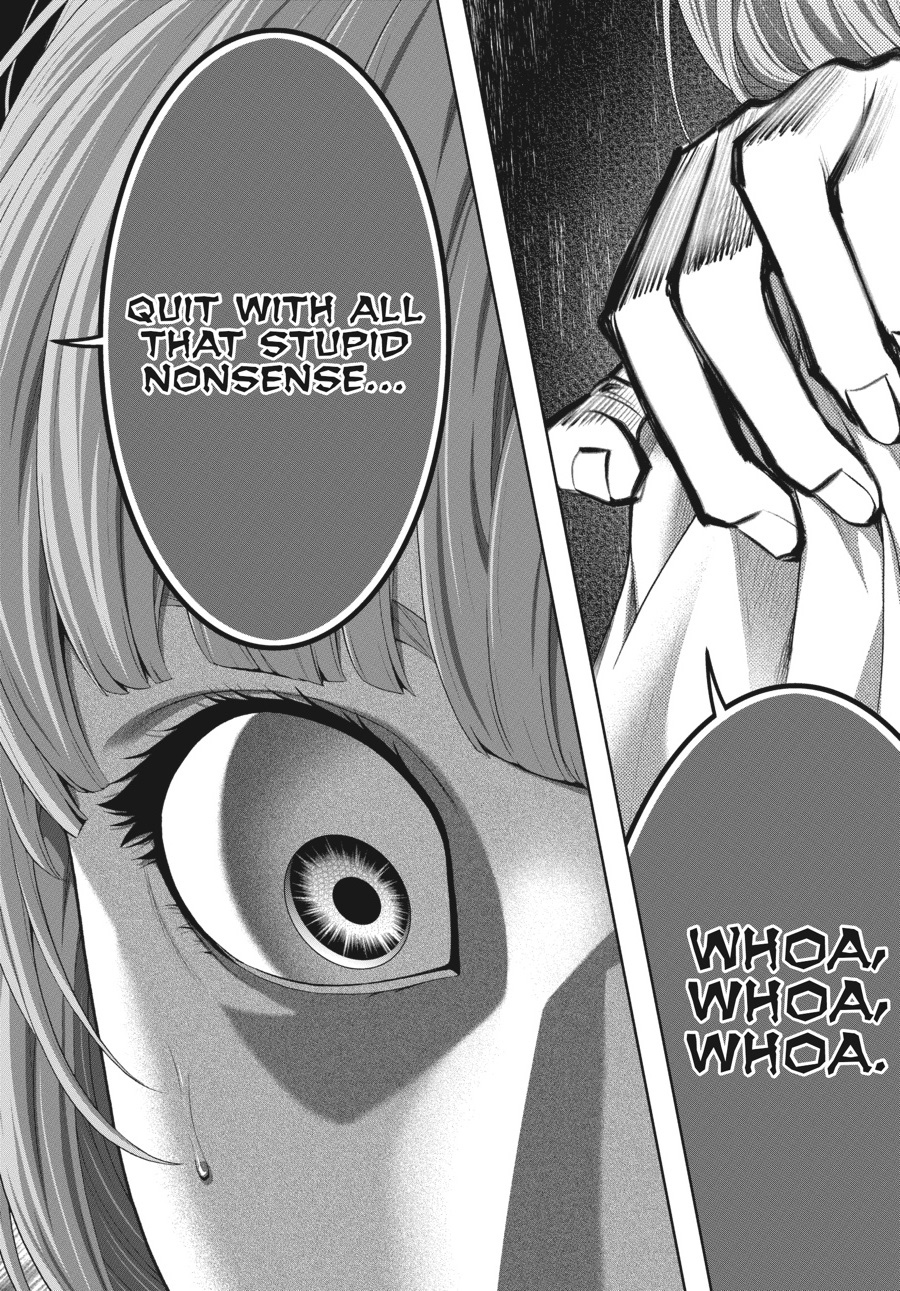 WHOA,
WHOA,
WHOA.
QUIT WITH ALL
THAT STUPID
NONSENSE...